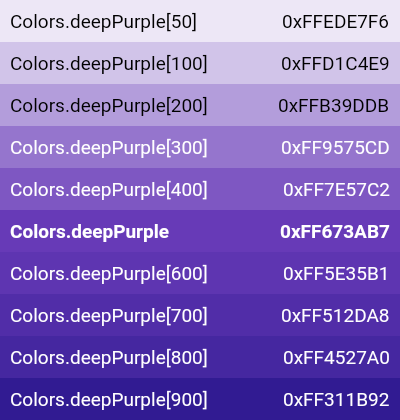 Colors.deepPurple[50] 0xFFEDE7F6
Colors.deepPurple[100] 0xFFD1C4E9
Colors.deepPurple[200] 0xFFB39DDB
Colors.deepPurple[300] 0xFF9575CD
Colors.deepPurple[400] 0xFF7E57C2
Colors.deepPurple 0xFF673AB7
Colors.deepPurple[600] 0xFF5E35B1
Colors.deepPurple[700] 0xFF512DA8
Colors.deepPurple[800] 0xFF4527A0
Colors.deepPurple[900] 0xFF311B92